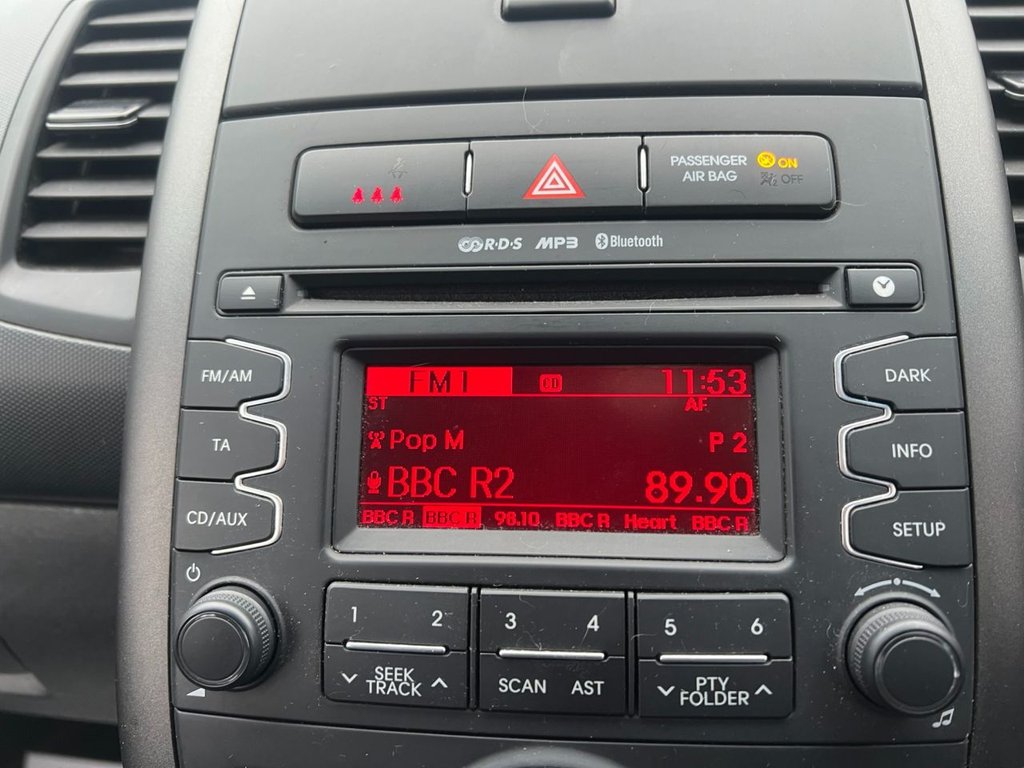 PASSENGER AIR BAG ON
OFF
R·D·S MP3 Bluetooth
FM/AM
TA
CD/AUX
FM1 CD 11:53
ST AF
Pop M P 2
BBC R2 89.90
BBC R BBC R 98.10 BBC R Heart BBC R
DARK
INFO
SETUP
1 2 3 4 5 6
SEEK TRACK
SCAN AST
PTY FOLDER